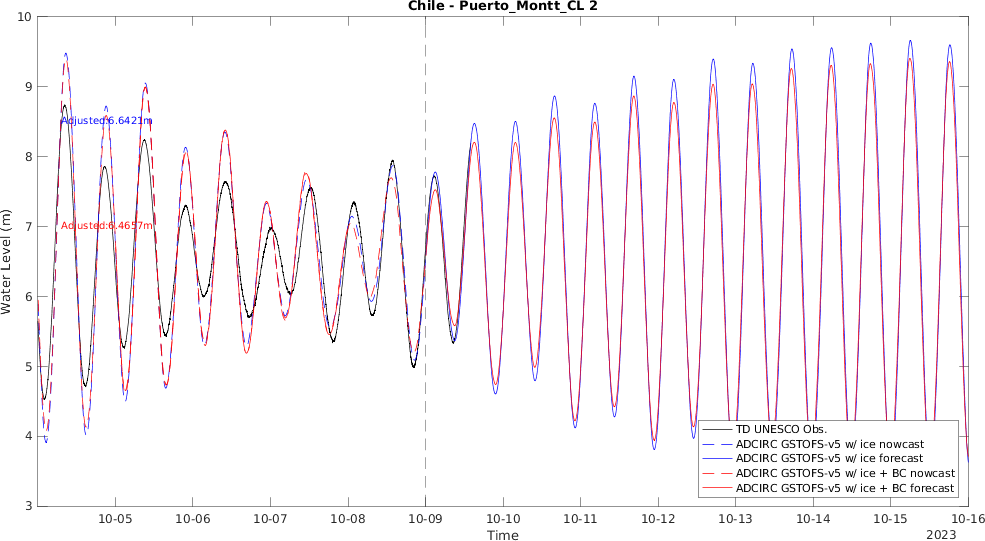 Chile - Puerto_Montt_CL 2
Water Level (m)
10
9
8
7
6
5
4
3
Adjusted:6.6421m
Adjusted:6.4657m
TD UNESCO Obs.
ADCIRC GSTOFS-v5 w/ ice nowcast
ADCIRC GSTOFS-v5 w/ ice forecast
ADCIRC GSTOFS-v5 w/ ice + BC nowcast
ADCIRC GSTOFS-v5 w/ ice + BC forecast
10-05 10-06 10-07 10-08 10-09 10-10 10-11 10-12 10-13 10-14 10-15 10-16
Time
2023